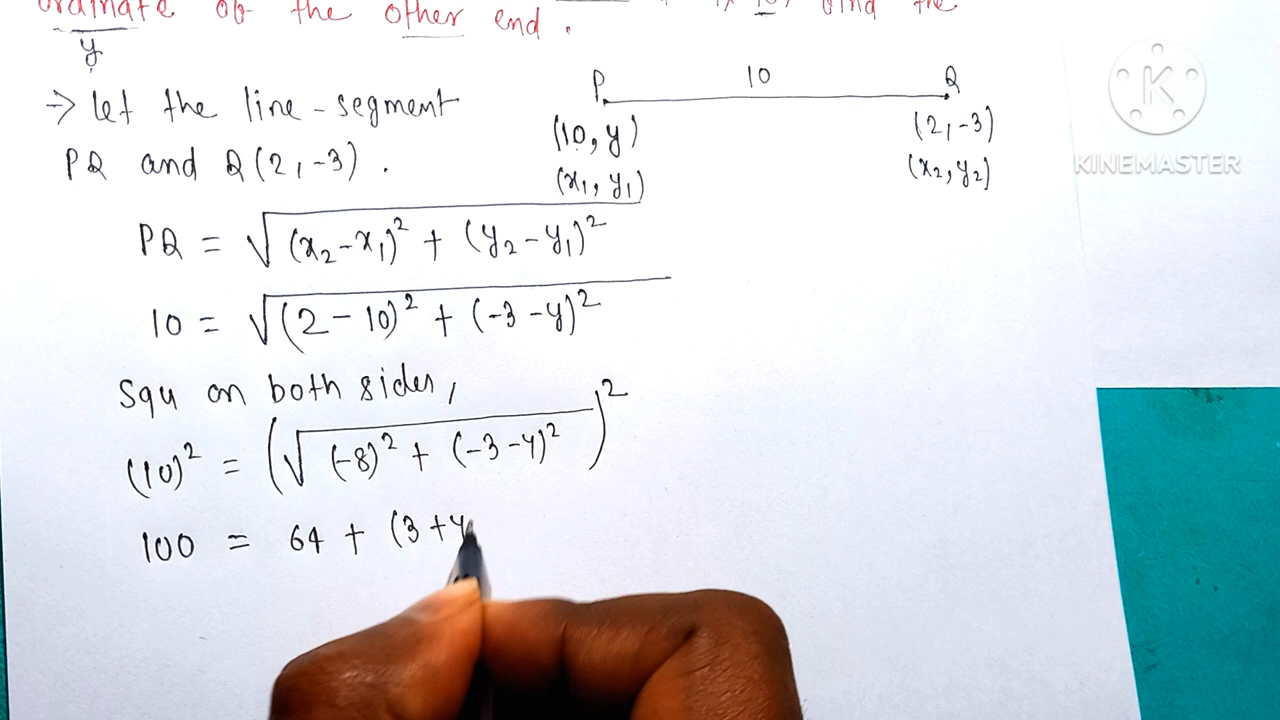 ordinate of the other end.
y
→ let the line-segment
PQ and Q(2, -3).
P 10 Q
(10, y) (2, -3)
(x₁, y₁) (x₂, y₂)
KINEMASTER
PQ = √(x₂-x₁)² + (y₂-y₁)²
10 = √(2-10)² + (-3-y)²
Squ on both sides,
(10)² = (√(-8)² + (-3-y)²)²
100 = 64 + (3+y